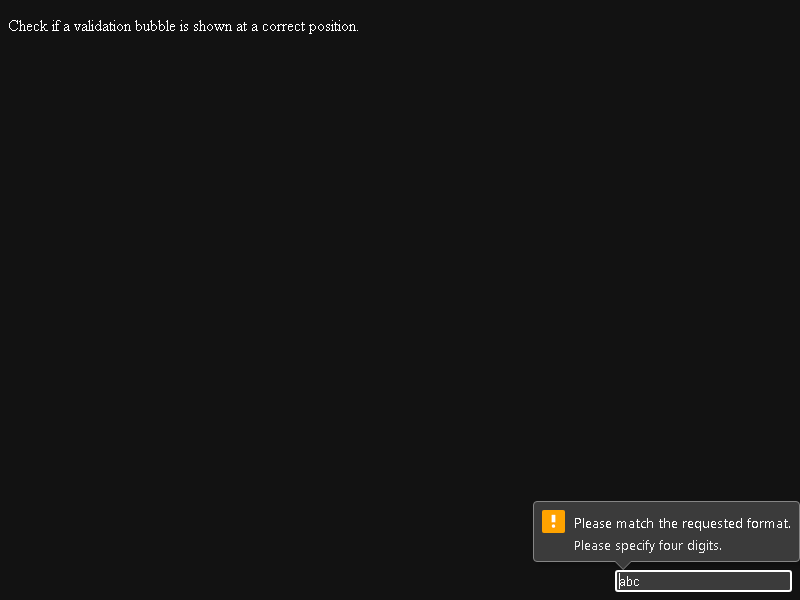 Check if a validation bubble is shown at a correct position.
Please match the requested format.
Please specify four digits.
abc